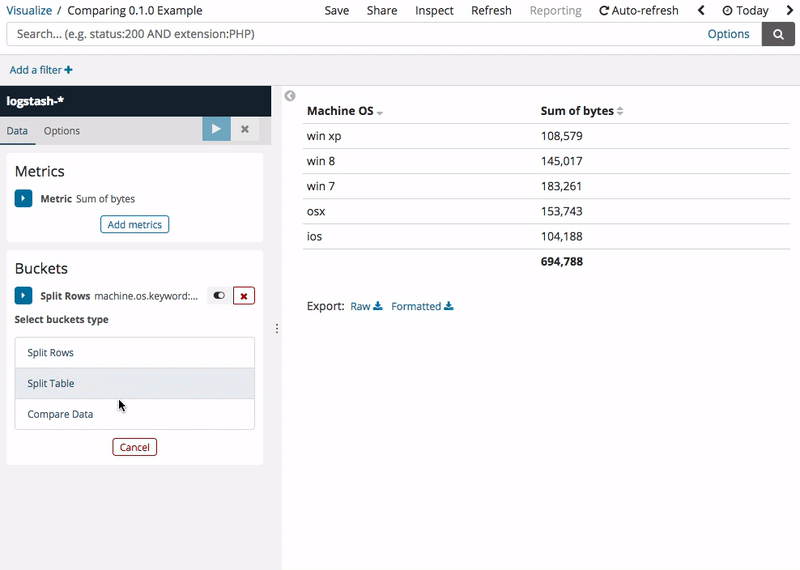 Visualize / Comparing 0.1.0 Example Save Share Inspect Refresh Reporting Auto-refresh Today
Search... (e.g. status:200 AND extension:PHP) Options
Add a filter +
logstash-*
Data Options
Metrics
Metric Sum of bytes
Add metrics
Buckets
Split Rows machine.os.keyword:...
Select buckets type
Split Rows
Split Table
Compare Data
Cancel
Machine OS Sum of bytes
win xp 108,579
win 8 145,017
win 7 183,261
osx 153,743
ios 104,188
694,788
Export: Raw Formatted